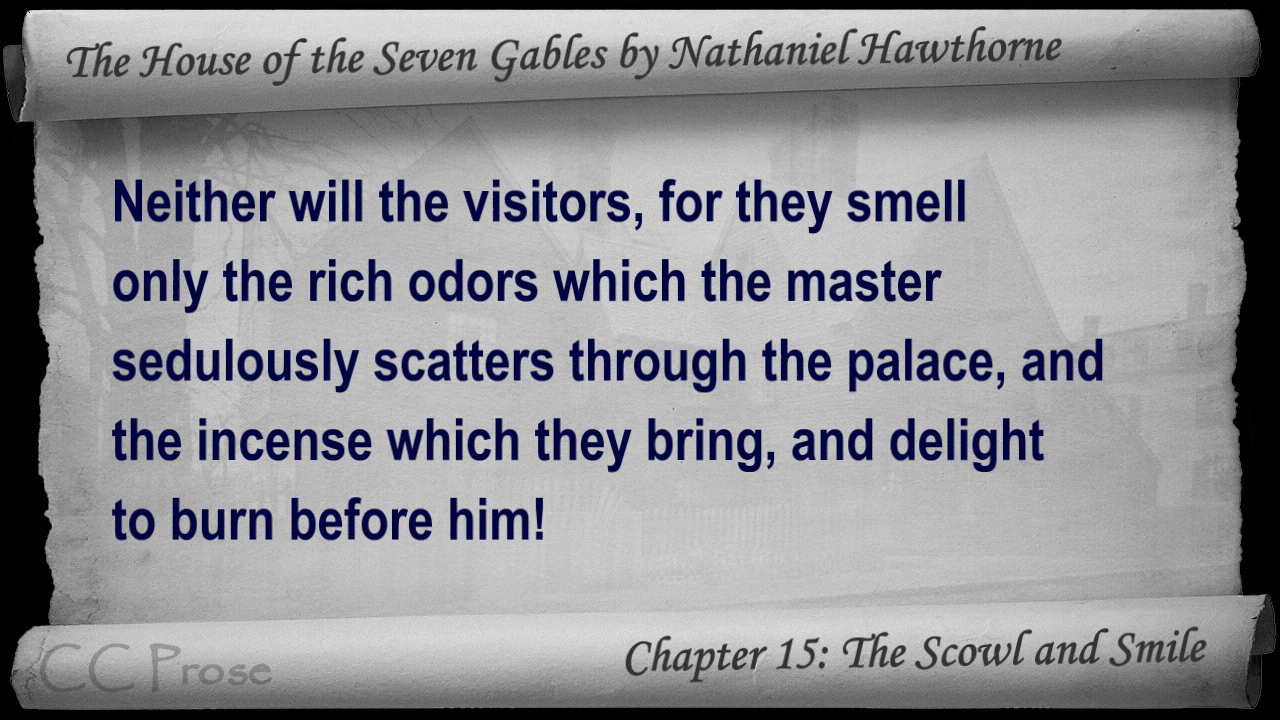 The House of the Seven Gables by Nathaniel Hawthorne
Neither will the visitors, for they smell
only the rich odors which the master
sedulously scatters through the palace, and
the incense which they bring, and delight
to burn before him!
CC Prose
Chapter 15: The Scowl and Smile